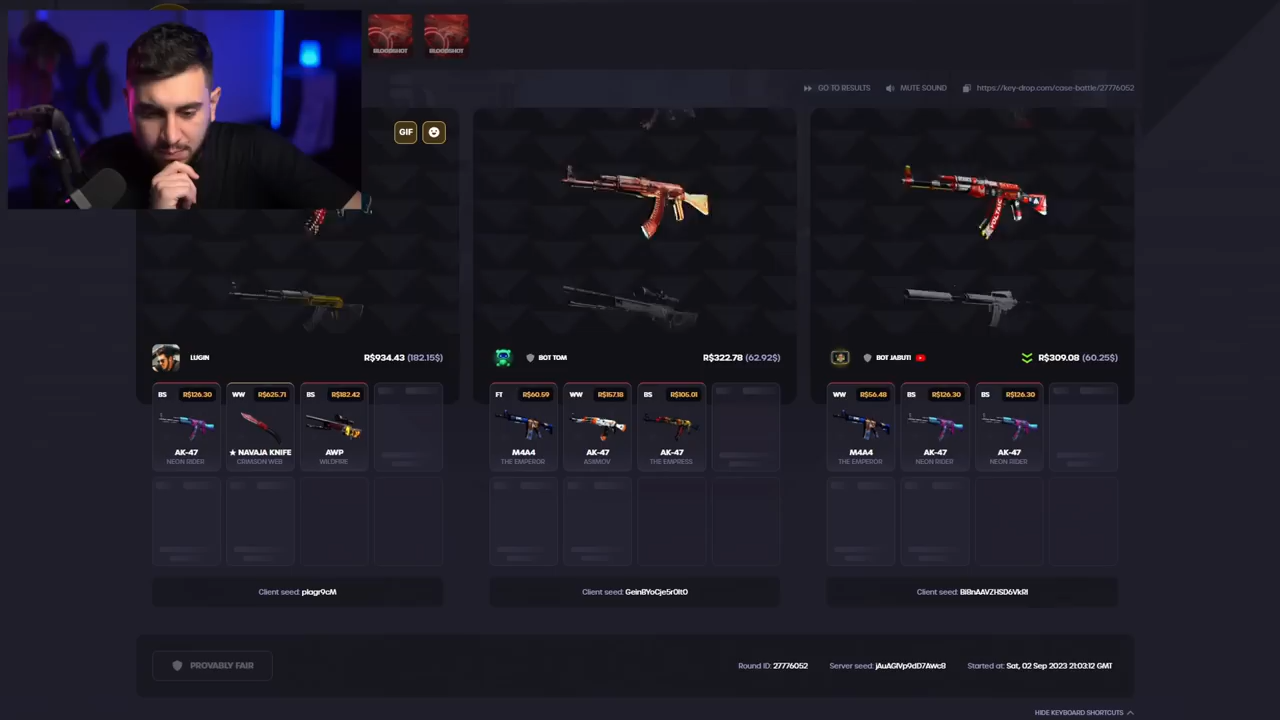 BLOODSHOT
BLOODSHOT
GO TO RESULTS
MUTE SOUND
https://key-drop.com/case-battle/27776052
GIF
LUGIN
R$934.43 (182.15$)
BS R$126.30
AK-47
NEON RIDER
WW R$625.71
★ NAVAJA KNIFE
CRIMSON WEB
BS R$182.42
AWP
WILDFIRE
Client seed: plagr9cM
BOT TOM
R$322.78 (62.92$)
FT R$60.59
M4A4
THE EMPEROR
WW R$157.18
AK-47
ASIIMOV
BS R$105.01
AK-47
THE EMPRESS
Client seed: GeinBYoCje5r0lt0
BOT JABUTI
R$309.08 (60.25$)
WW R$56.48
M4A4
THE EMPEROR
BS R$126.30
AK-47
NEON RIDER
BS R$126.30
AK-47
NEON RIDER
Client seed: BiBnAAVZHSD6VkRI
PROVABLY FAIR
Round ID: 27776052
Server seed: jAuAGlVp9dD7Awc8
Started at: Sat, 02 Sep 2023 21:03:12 GMT
HIDE KEYBOARD SHORTCUTS